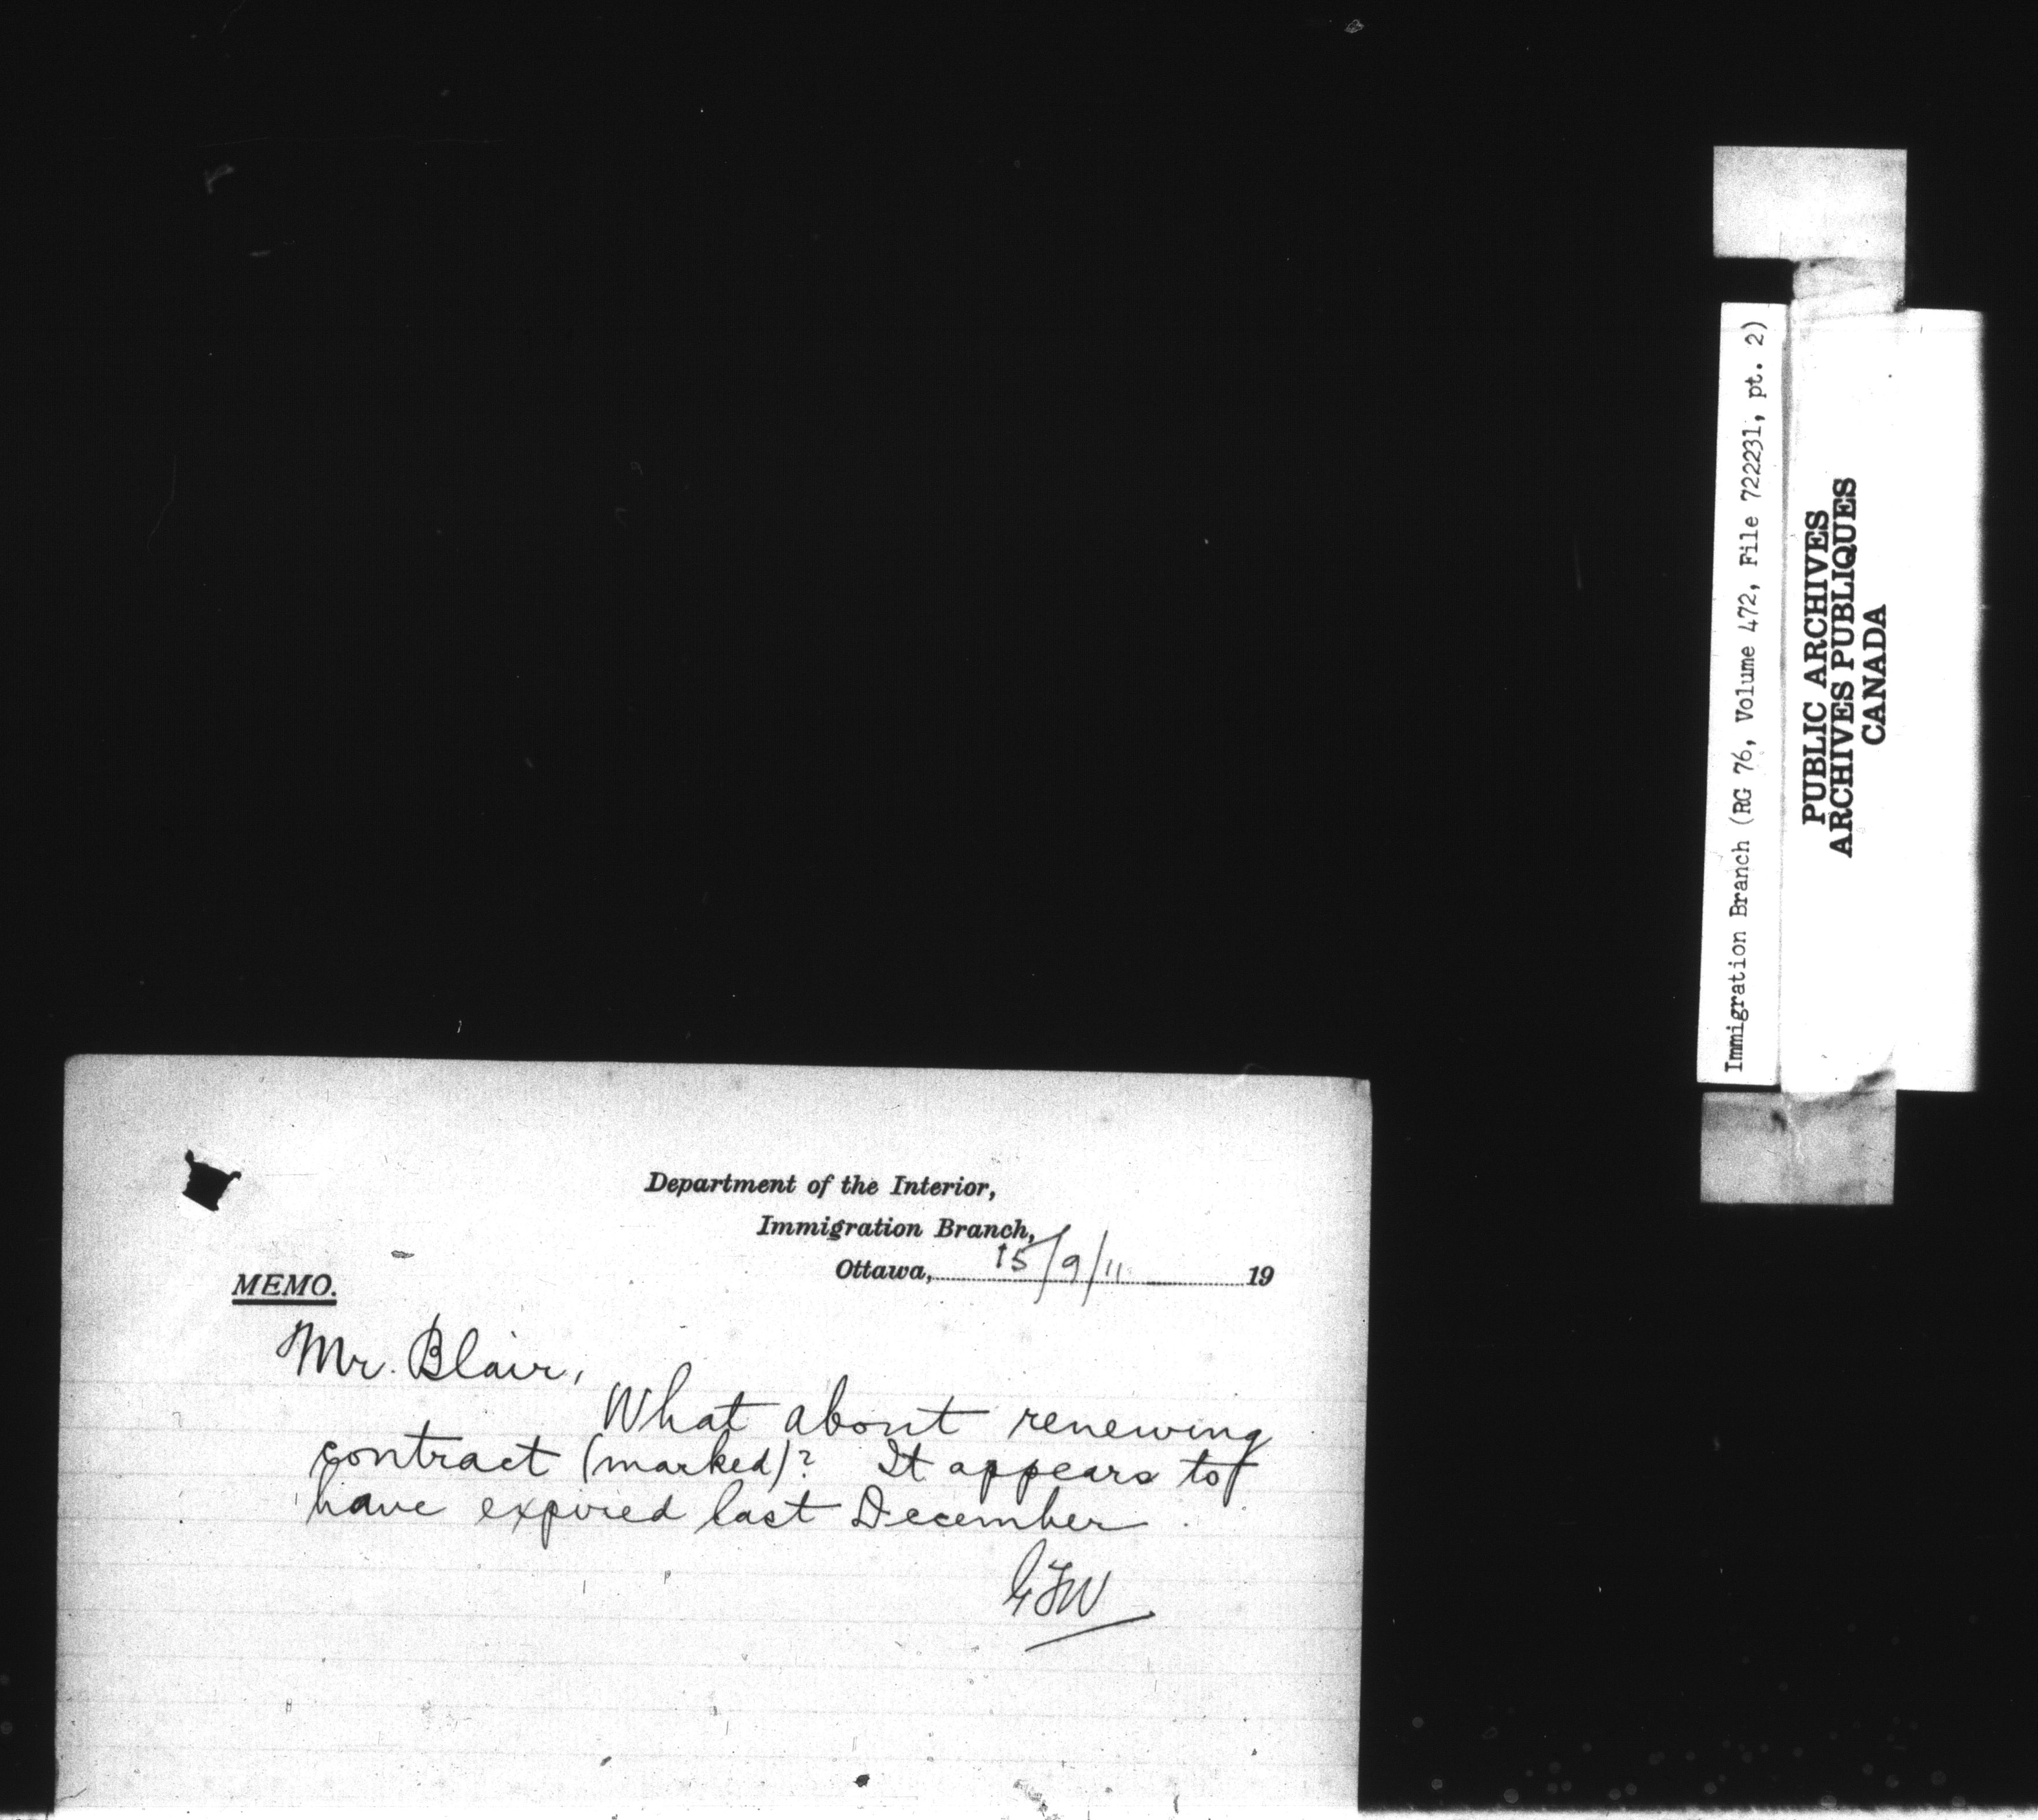 Department of the Interior,
Immigration Branch,
Ottawa, 15/9/11 19
MEMO.
Mr. Blair,
What about renewing
contract (marked)? It appears to
have expired last December.
GFW
Immigration Branch (RG 76, Volume 472, File 722231, pt. 2)
PUBLIC ARCHIVES
ARCHIVES PUBLIQUES
CANADA